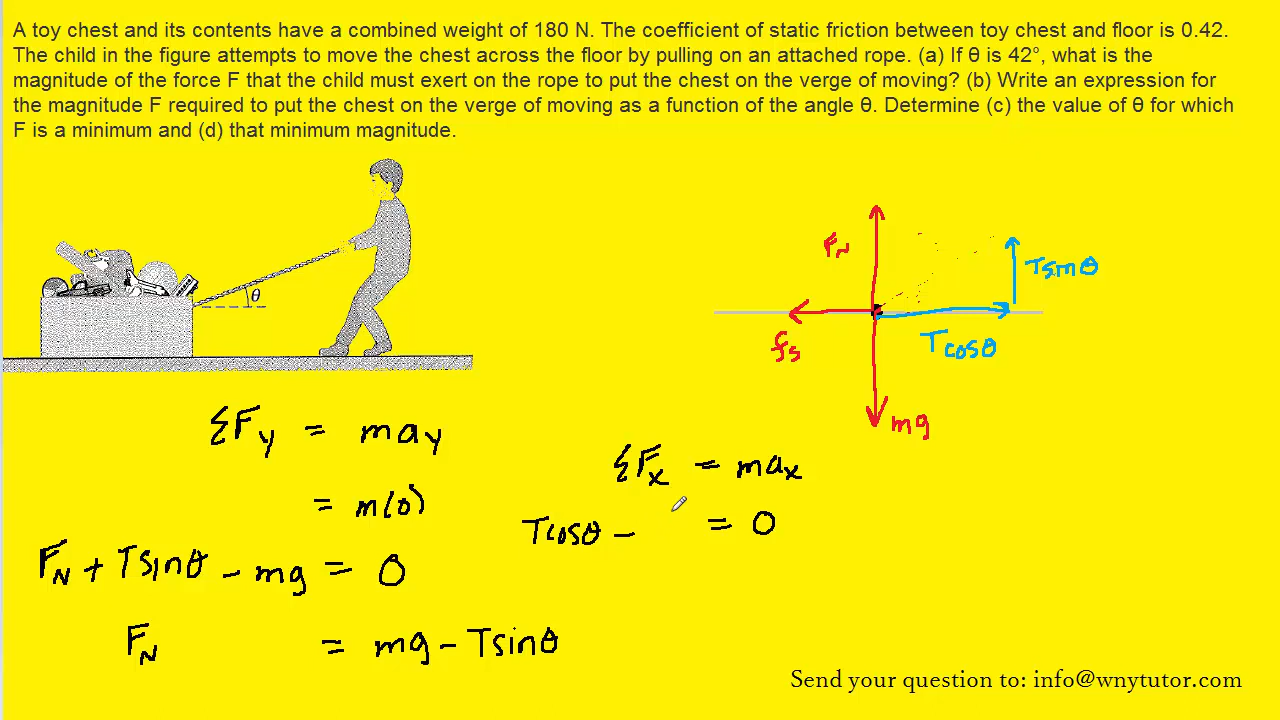 A toy chest and its contents have a combined weight of 180 N. The coefficient of static friction between toy chest and floor is 0.42.
The child in the figure attempts to move the chest across the floor by pulling on an attached rope. (a) If θ is 42°, what is the
magnitude of the force F that the child must exert on the rope to put the chest on the verge of moving? (b) Write an expression for
the magnitude F required to put the chest on the verge of moving as a function of the angle θ. Determine (c) the value of θ for which
F is a minimum and (d) that minimum magnitude.
θ
F_N
Tsinθ
f_s
Tcosθ
mg
ΣF_y = ma_y
= m(0)
F_N + Tsinθ - mg = 0
F_N = mg - Tsinθ
ΣF_x = ma_x
Tcosθ - = 0
Send your question to: info@wnytutor.com